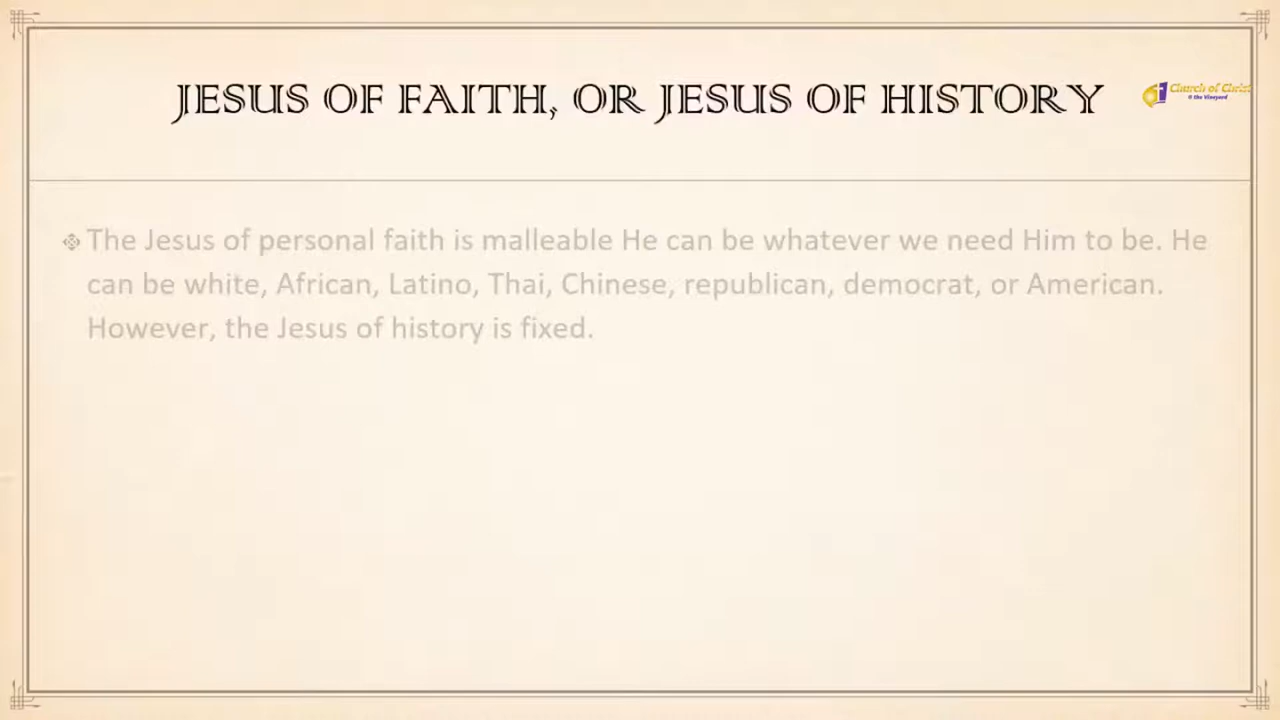 JESUS OF FAITH, OR JESUS OF HISTORY
Church of Christ
@ the Vineyard
The Jesus of personal faith is malleable He can be whatever we need Him to be. He
can be white, African, Latino, Thai, Chinese, republican, democrat, or American.
However, the Jesus of history is fixed.